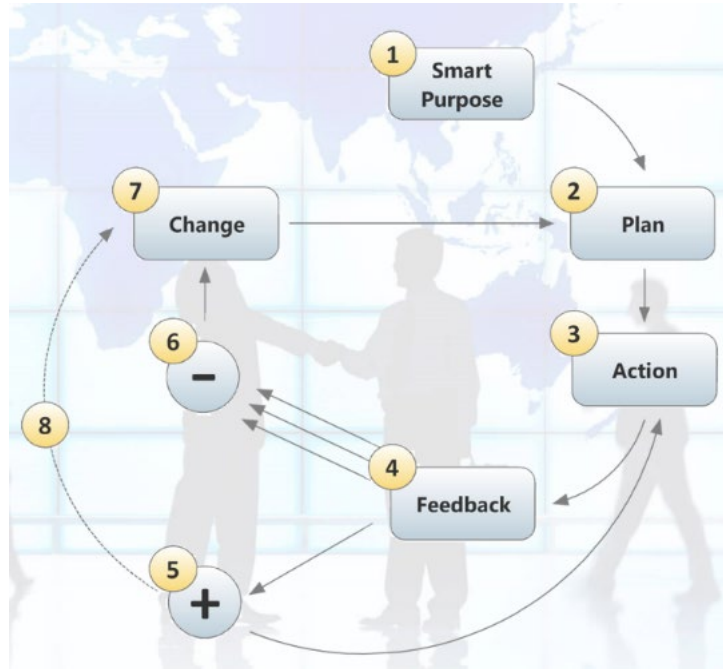 1
Smart
Purpose
7
Change
2
Plan
6
−
3
Action
8
4
Feedback
5
+